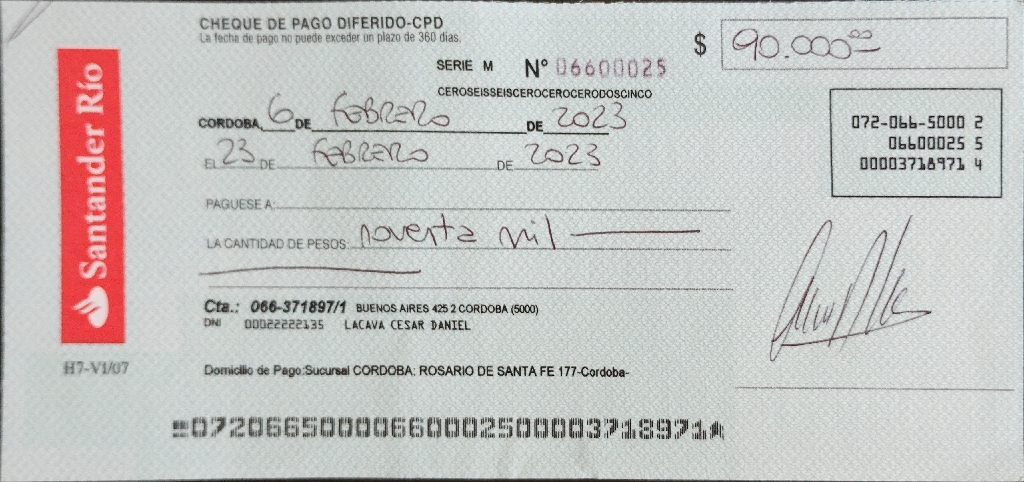 CHEQUE DE PAGO DIFERIDO-CPD
La fecha de pago no puede exceder un plazo de 360 días.
$ 90.000⁰⁰
SERIE M Nº 06600025
CEROSEISSEISCEROCEROCERODOSCINCO
CORDOBA, 6 DE FEBRERO DE 2023
EL 23 DE FEBRERO DE 2023
072-066-5000 2
06600025 5
00003718971 4
PAGUESE A:
LA CANTIDAD DE PESOS: noventa mil
Santander Río
Cta.: 066-371897/1 BUENOS AIRES 425 2 CORDOBA (5000)
DNI 00022222135 LACAVA CESAR DANIEL
H7-V1/07
Domicilio de Pago:Sucursal CORDOBA: ROSARIO DE SANTA FE 177-Cordoba-
07206650000660002500003718971